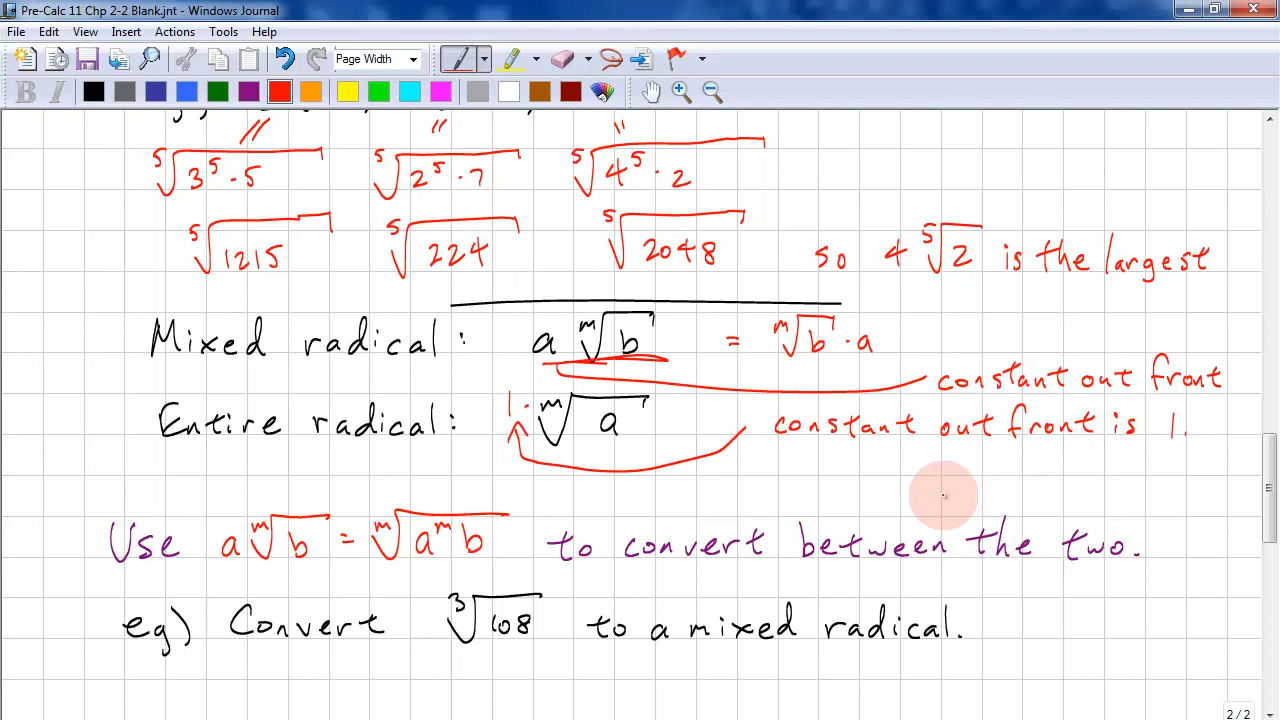 Pre-Calc 11 Chp 2-2 Blank.jnt - Windows Journal
File Edit View Insert Actions Tools Help
Page Width
B I
⁵√(3⁵ · 5) ⁵√(2⁵ · 7) ⁵√(4⁵ · 2)
⁵√1215 ⁵√224 ⁵√2048 so 4 ⁵√2 is the largest
Mixed radical: a ᵐ√b = ᵐ√b · a
constant out front
Entire radical: 1 · ᵐ√a constant out front is 1.
Use a ᵐ√b = ᵐ√(aᵐ b) to convert between the two.
eg) Convert ³√108 to a mixed radical.
2/2